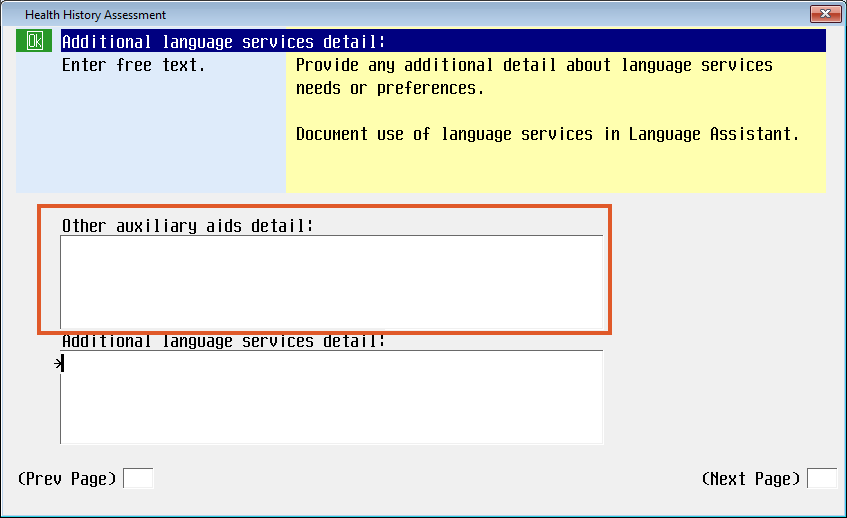 Health History Assessment
Ok Additional language services detail:
Enter free text.
Provide any additional detail about language services
needs or preferences.
Document use of language services in Language Assistant.
Other auxiliary aids detail:
Additional language services detail:
(Prev Page)
(Next Page)